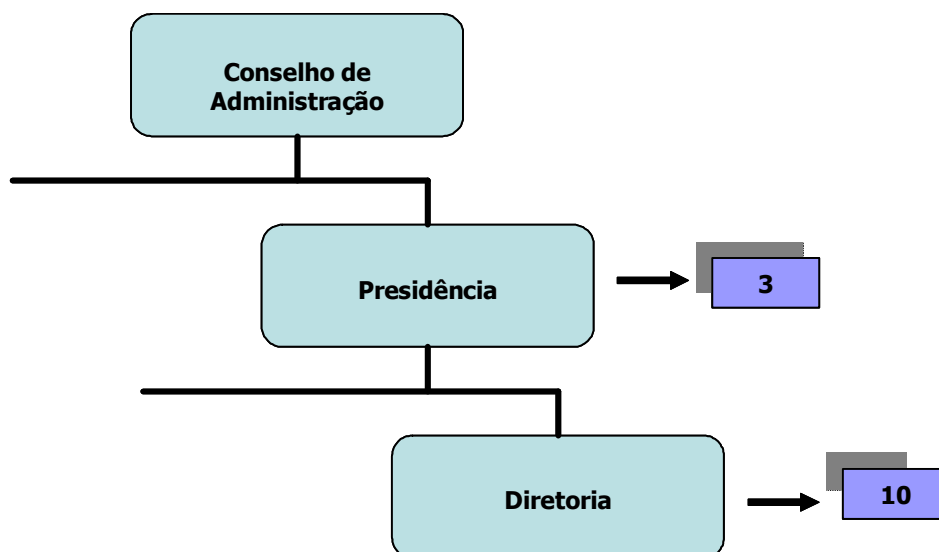 Conselho de
Administração
Presidência
3
Diretoria
10